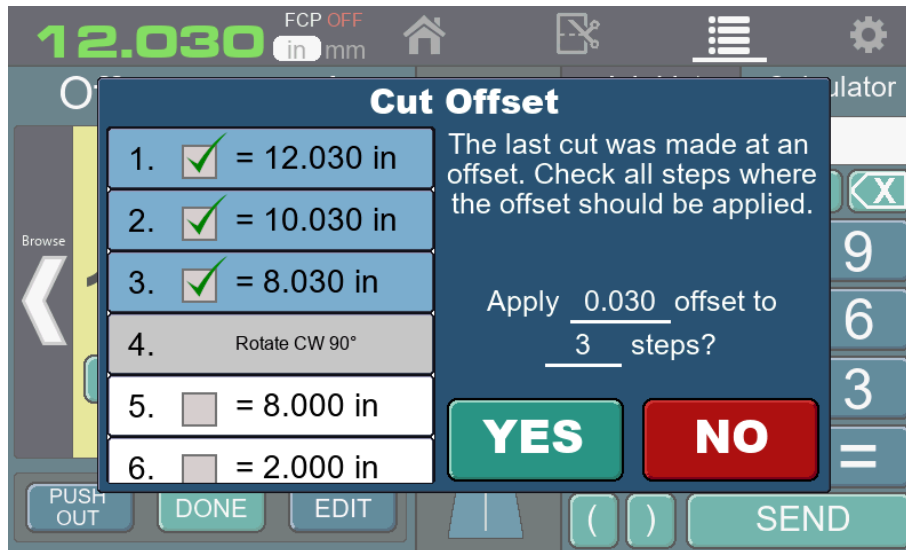 12.030
FCP OFF
in mm
Cut Offset
1. = 12.030 in
2. = 10.030 in
3. = 8.030 in
4. Rotate CW 90°
5. = 8.000 in
6. = 2.000 in
The last cut was made at an
offset. Check all steps where
the offset should be applied.
Apply 0.030 offset to
3 steps?
YES
NO
Browse
X
9
6
3
=
PUSH
OUT
DONE
EDIT
(
)
SEND